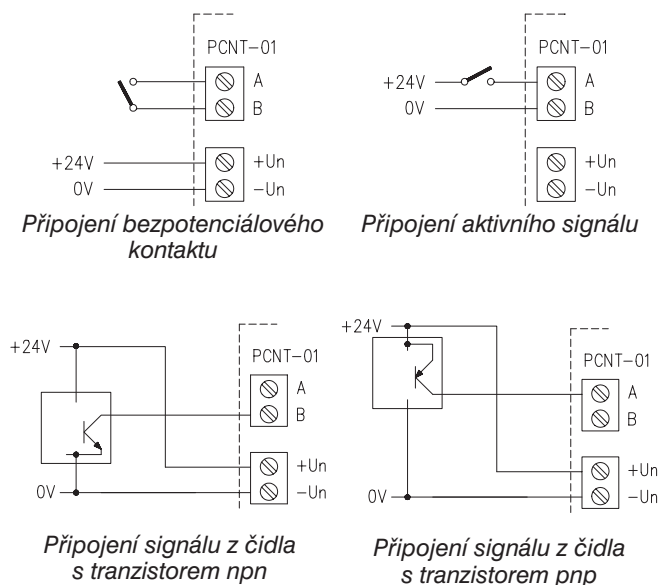 PCNT-01
A
B
+24V
+Un
0V
-Un
Připojení bezpotenciálového
kontaktu
PCNT-01
+24V
A
0V
B
+Un
-Un
Připojení aktivního signálu
+24V
PCNT-01
A
B
+Un
0V
-Un
Připojení signálu z čidla
s tranzistorem npn
+24V
PCNT-01
A
B
+Un
0V
-Un
Připojení signálu z čidla
s tranzistorem pnp